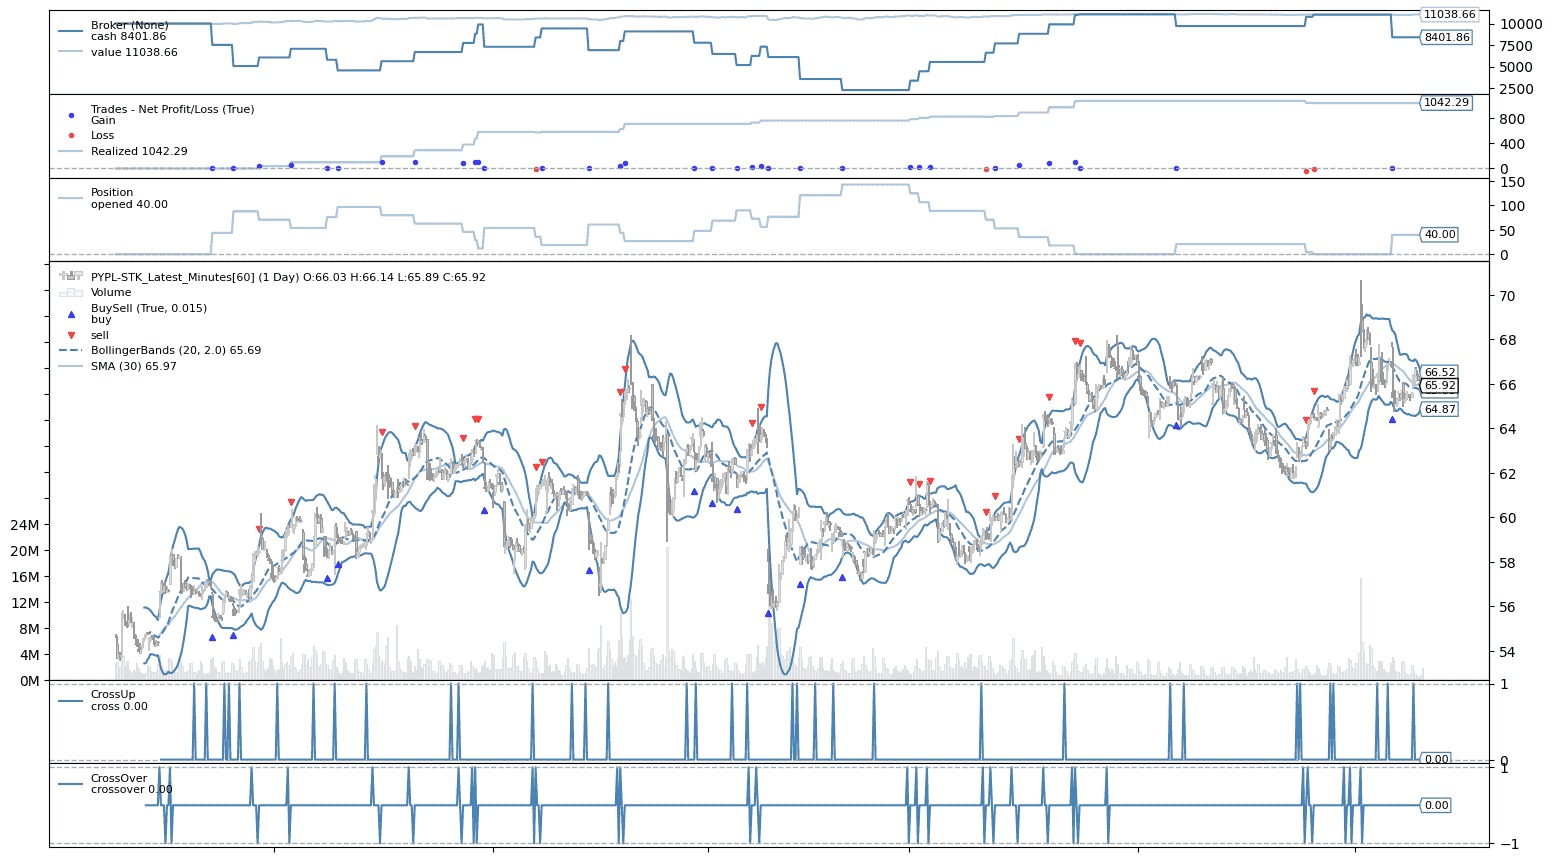 Broker (None)
cash 8401.86
value 11038.66
11038.66
10000
8401.86
7500
5000
2500
Trades - Net Profit/Loss (True)
Gain
Loss
Realized 1042.29
1042.29
800
400
0
Position
opened 40.00
150
100
50
40.00
0
PYPL-STK_Latest_Minutes[60] (1 Day) O:66.03 H:66.14 L:65.89 C:65.92
Volume
BuySell (True, 0.015)
buy
sell
BollingerBands (20, 2.0) 65.69
SMA (30) 65.97
70
68
66
64
62
60
58
56
54
66.52
65.92
64.87
24M
20M
16M
12M
8M
4M
0M
CrossUp
cross 0.00
1
0
0.00
CrossOver
crossover 0.00
1
0.00
−1